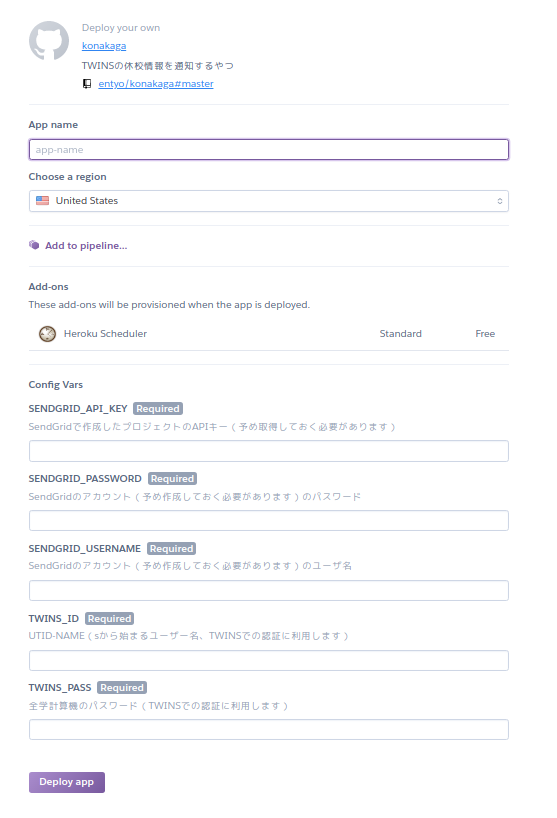 Deploy your own
konakaga
TWINSの休校情報を通知するやつ
entyo/konakaga#master
App name
app-name
Choose a region
United States
Add to pipeline...
Add-ons
These add-ons will be provisioned when the app is deployed.
Heroku Scheduler Standard Free
Config Vars
SENDGRID_API_KEY Required
SendGridで作成したプロジェクトのAPIキー（予め取得しておく必要があります）
SENDGRID_PASSWORD Required
SendGridのアカウント（予め作成しておく必要があります）のパスワード
SENDGRID_USERNAME Required
SendGridのアカウント（予め作成しておく必要があります）のユーザ名
TWINS_ID Required
UTID-NAME（sから始まるユーザー名、TWINSでの認証に利用します）
TWINS_PASS Required
全学計算機のパスワード（TWINSでの認証に利用します）
Deploy app